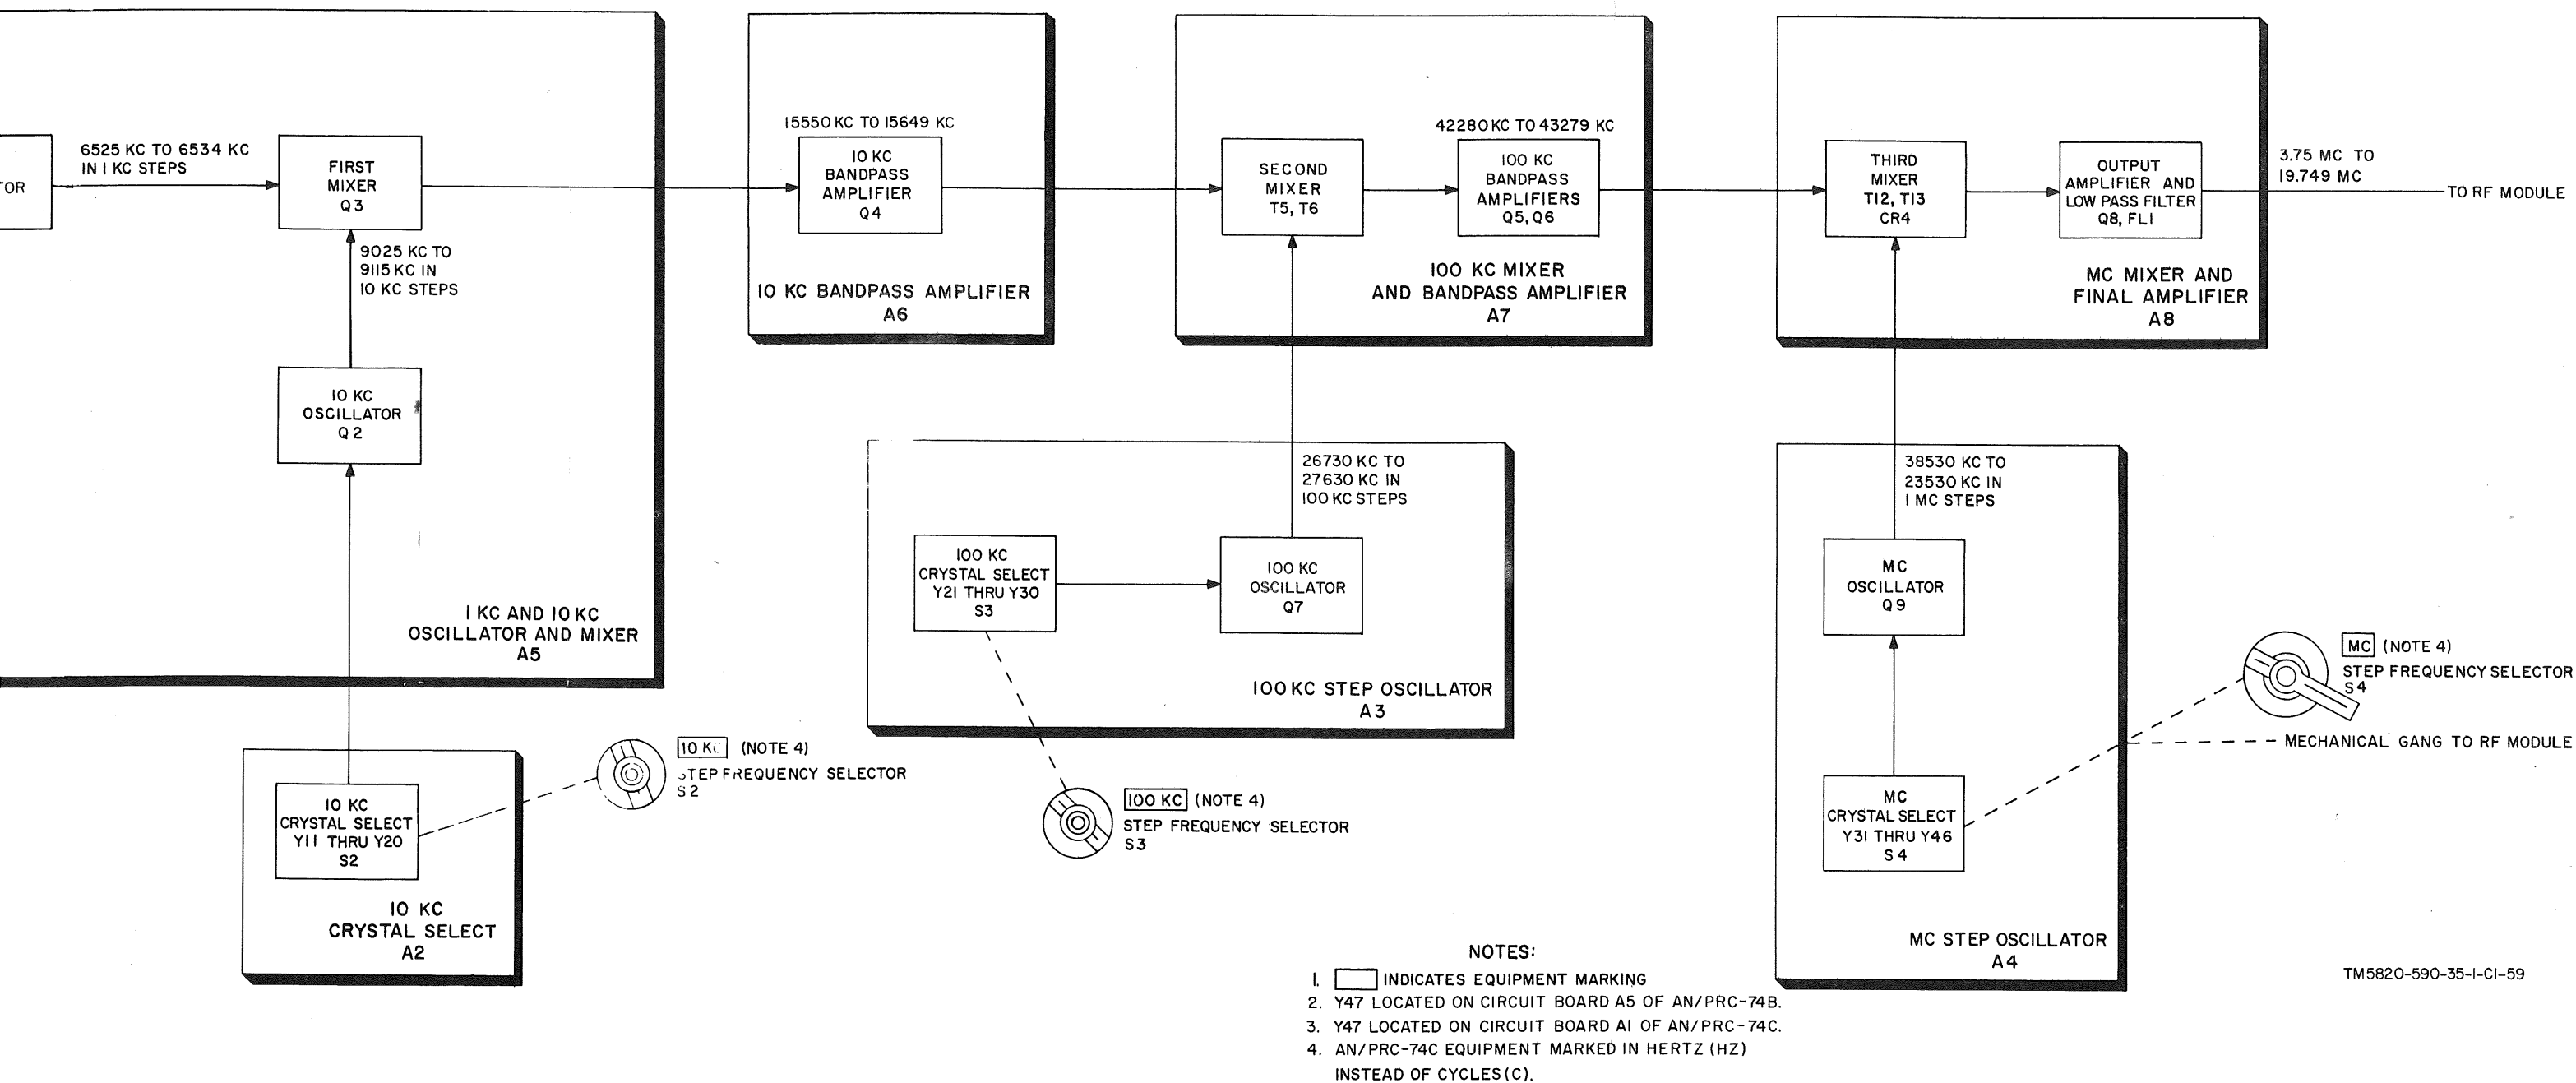 TOR
6525 KC TO 6534 KC
IN 1 KC STEPS
FIRST
MIXER
Q3
9025 KC TO
9115 KC IN
10 KC STEPS
10 KC
OSCILLATOR
Q2
1 KC AND 10 KC
OSCILLATOR AND MIXER
A5
10 KC
CRYSTAL SELECT
Y11 THRU Y20
S2
10 KC
CRYSTAL SELECT
A2
10 KC (NOTE 4)
STEP FREQUENCY SELECTOR
S2
15550 KC TO 15649 KC
10 KC
BANDPASS
AMPLIFIER
Q4
10 KC BANDPASS AMPLIFIER
A6
SECOND
MIXER
T5, T6
42280 KC TO 43279 KC
100 KC
BANDPASS
AMPLIFIERS
Q5, Q6
100 KC MIXER
AND BANDPASS AMPLIFIER
A7
26730 KC TO
27630 KC IN
100 KC STEPS
100 KC
CRYSTAL SELECT
Y21 THRU Y30
S3
100 KC
OSCILLATOR
Q7
100 KC STEP OSCILLATOR
A3
100 KC (NOTE 4)
STEP FREQUENCY SELECTOR
S3
THIRD
MIXER
T12, T13
CR4
OUTPUT
AMPLIFIER AND
LOW PASS FILTER
Q8, FL1
3.75 MC TO
19.749 MC
TO RF MODULE
MC MIXER AND
FINAL AMPLIFIER
A8
38530 KC TO
23530 KC IN
1 MC STEPS
MC
OSCILLATOR
Q9
MC
CRYSTAL SELECT
Y31 THRU Y46
S4
MC STEP OSCILLATOR
A4
MC (NOTE 4)
STEP FREQUENCY SELECTOR
S4
MECHANICAL GANG TO RF MODULE
NOTES:
1. INDICATES EQUIPMENT MARKING
2. Y47 LOCATED ON CIRCUIT BOARD A5 OF AN/PRC-74B.
3. Y47 LOCATED ON CIRCUIT BOARD A1 OF AN/PRC-74C.
4. AN/PRC-74C EQUIPMENT MARKED IN HERTZ (HZ)
INSTEAD OF CYCLES (C).
TM5820-590-35-1-C1-59